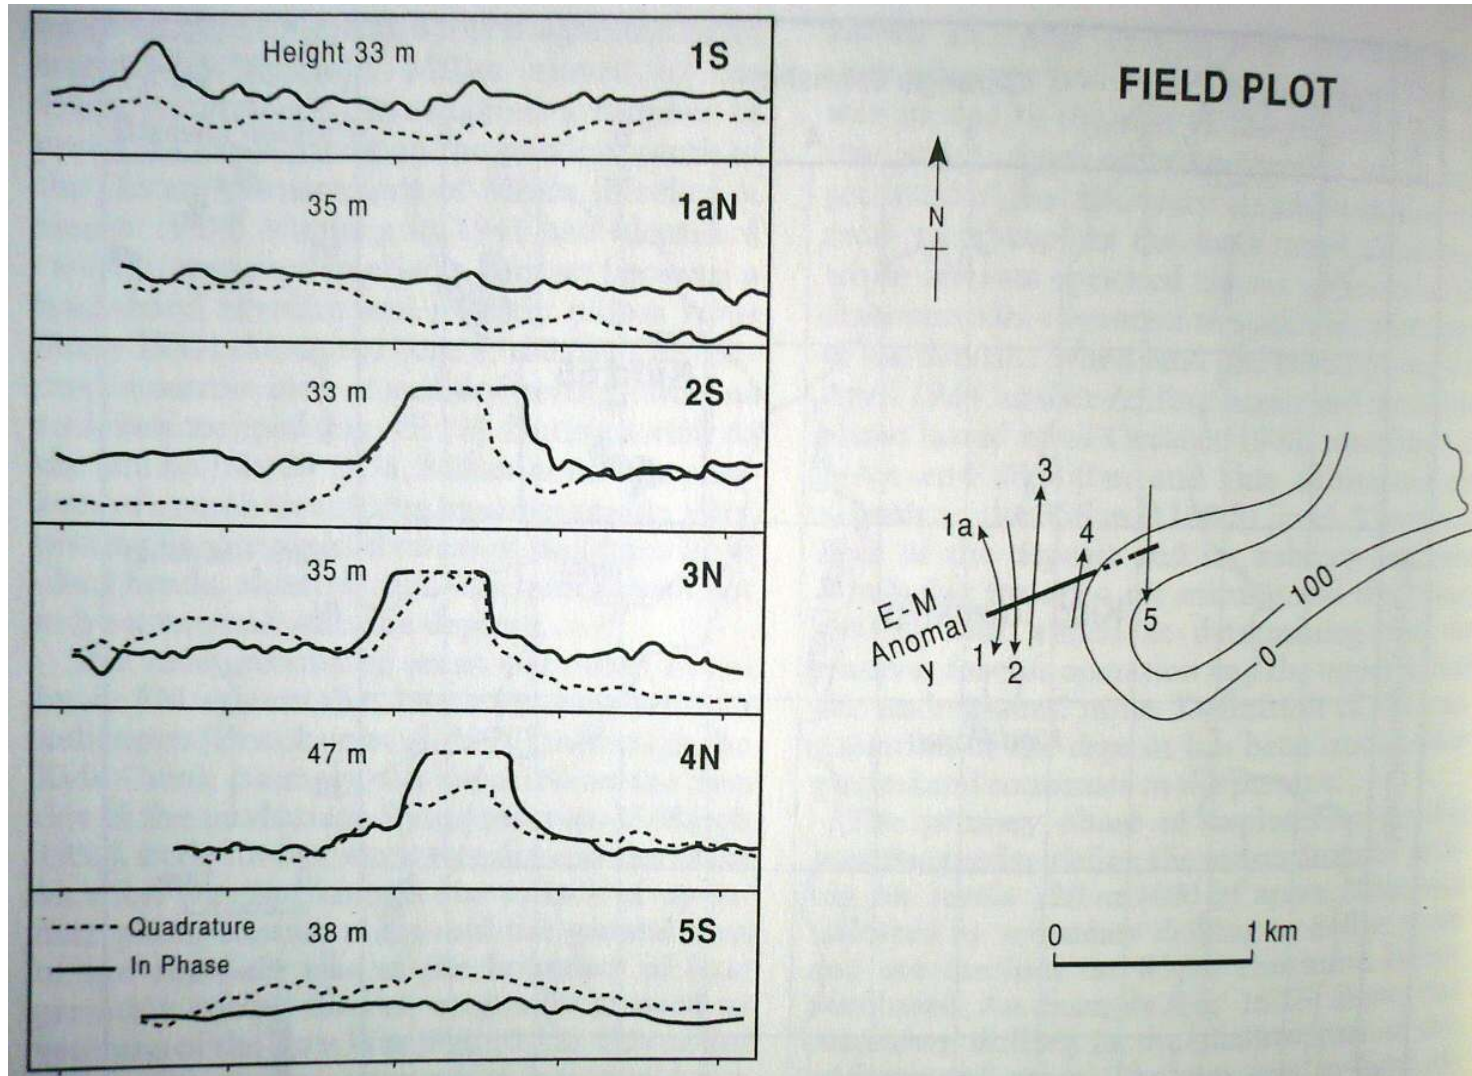 Height 33 m 1S
35 m 1aN
33 m 2S
35 m 3N
47 m 4N
Quadrature 38 m 5S
In Phase
FIELD PLOT
N
3
1a
4
E-M
Anomal
y
1
2
5
100
0
0 1 km